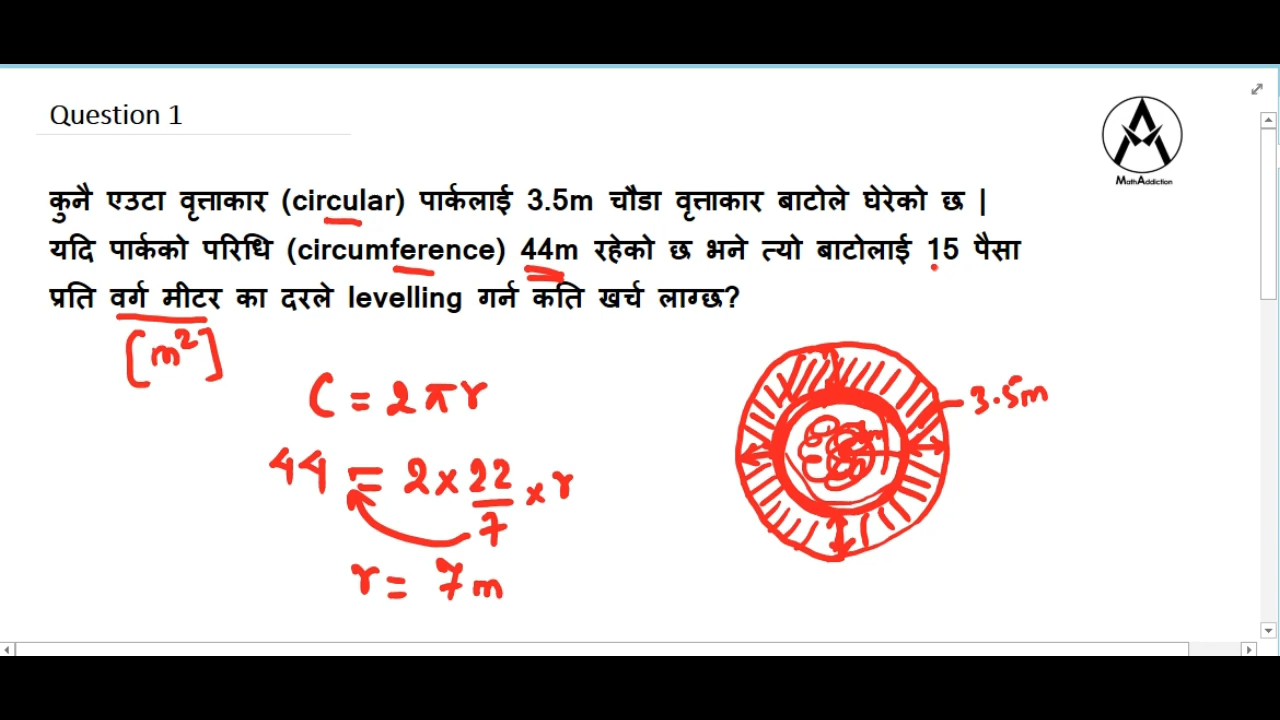 Question 1
MathAddiction
कुनै एउटा वृत्ताकार (circular) पार्कलाई 3.5m चौडा वृत्ताकार बाटोले घेरेको छ |
यदि पार्कको परिधि (circumference) 44m रहेको छ भने त्यो बाटोलाई 15 पैसा
प्रति वर्ग मीटर का दरले levelling गर्न कति खर्च लाग्छ?
[m²]
C = 2πr
3.5m
44 = 2 × 22/7 × r
r = 7m